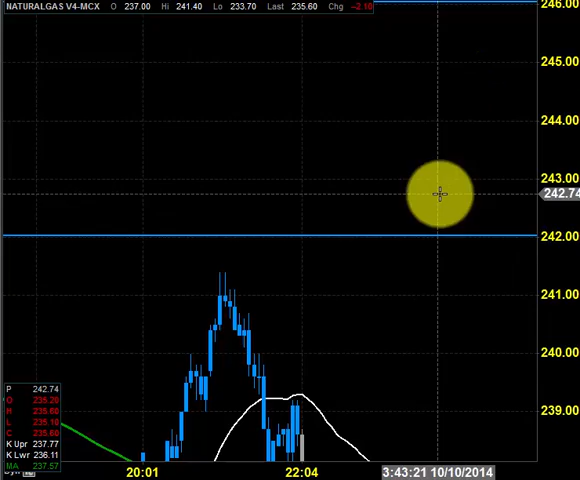 NATURALGAS V4-MCX O 237.00 Hi 241.40 Lo 233.70 Last 235.60 Chg -2.10
246.00
245.00
244.00
243.00
242.74
242.00
241.00
240.00
239.00
P 242.74
O 235.20
H 235.60
L 235.10
C 235.60
K Upr 237.77
K Lwr 236.11
MA 237.57
20:01
22:04
3:43:21 10/10/2014